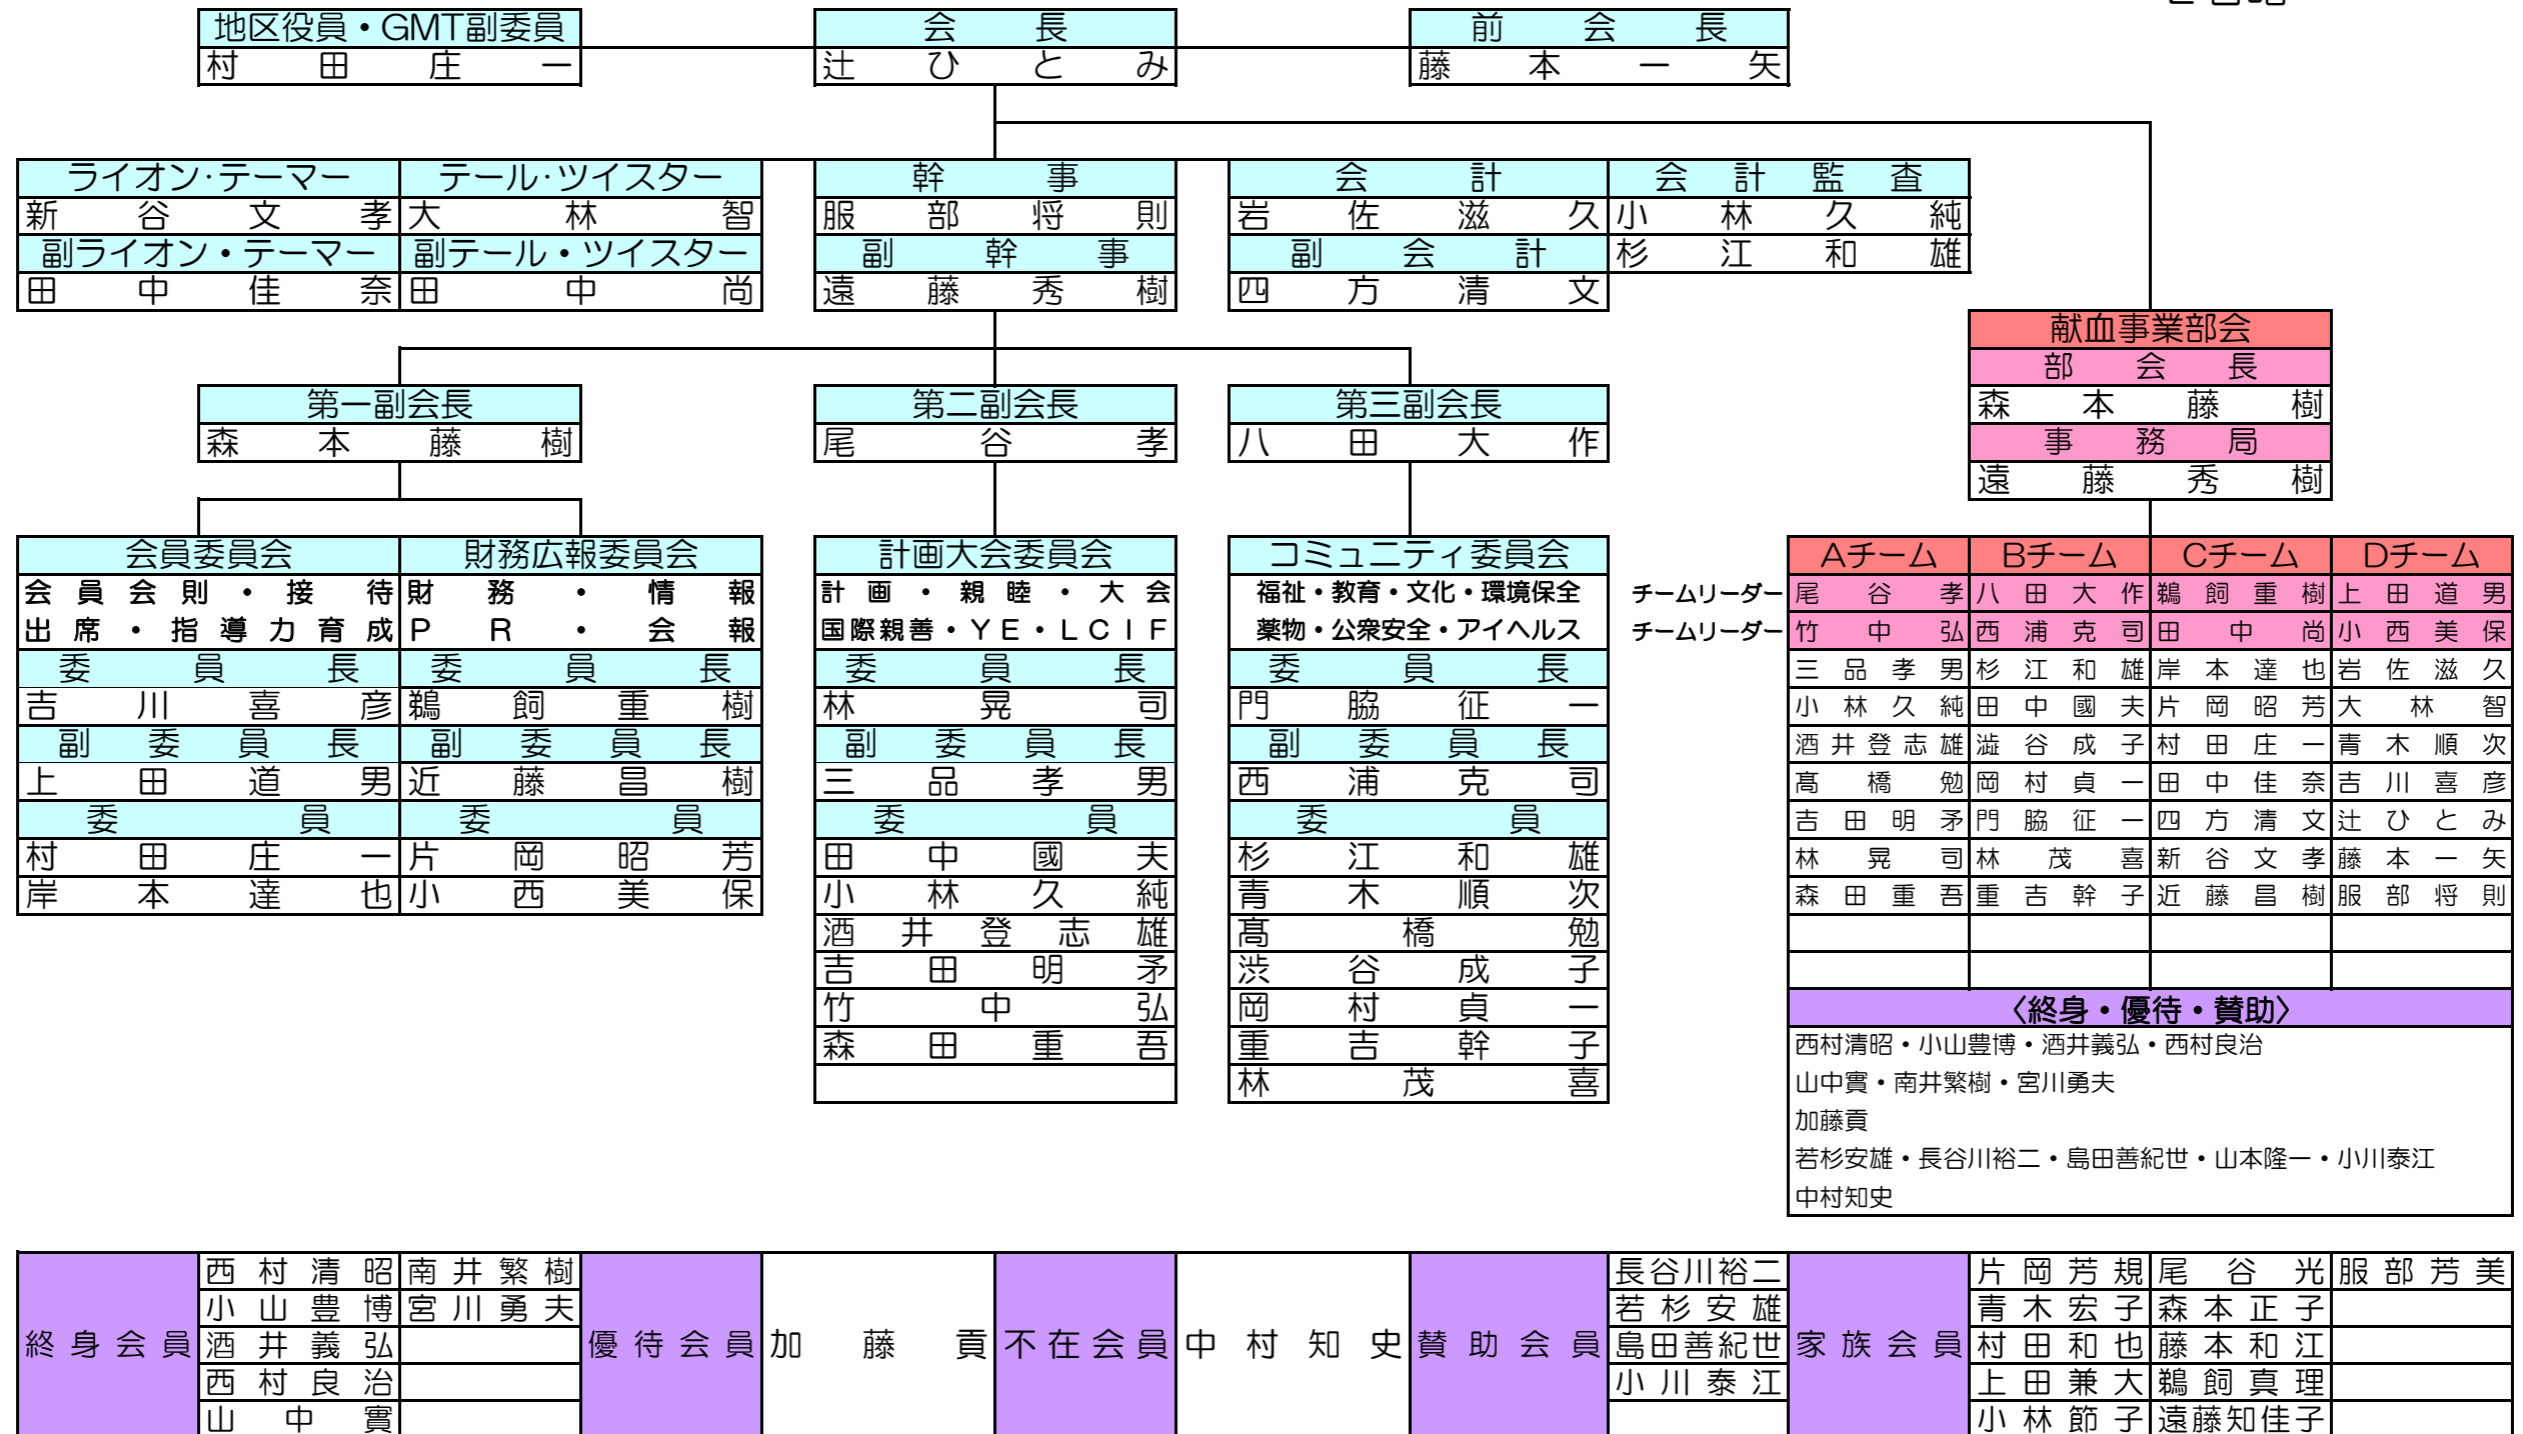 地区役員・GMT副委員 会長 前会長
村田庄一 辻ひとみ 藤本一矢
ライオン・テーマー テール・ツイスター 幹事 会計 会計監査
新谷文孝 大林智 服部将則 岩佐滋久 小林久純
副ライオン・テーマー 副テール・ツイスター 副幹事 副会計 杉江和雄
田中佳奈 田中尚 遠藤秀樹 四方清文
献血事業部会
部会長
森本藤樹
事務局
遠藤秀樹
第一副会長 第二副会長 第三副会長
森本藤樹 尾谷孝 八田大作
会員委員会 財務広報委員会 計画大会委員会 コミュニティ委員会
会員会則・接待 財務・情報 計画・親睦・大会 福祉・教育・文化・環境保全
出席・指導力育成 PR・会報 国際親善・YE・LCIF 薬物・公衆安全・アイヘルス
委員長 委員長 委員長 委員長
吉川喜彦 鵜飼重樹 林晃司 門脇征一
副委員長 副委員長 副委員長 副委員長
上田道男 近藤昌樹 三品孝男 西浦克司
委員 委員 委員 委員
村田庄一 片岡昭芳 田中國夫 杉江和雄
岸本達也 小西美保 小林久純 青木順次
酒井登志雄 髙橋勉
吉田明矛 渋谷成子
竹中弘 岡村貞一
森田重吾 重吉幹子
林茂喜
Aチーム Bチーム Cチーム Dチーム
チームリーダー 尾谷孝 八田大作 鵜飼重樹 上田道男
チームリーダー 竹中弘 西浦克司 田中尚 小西美保
三品孝男 杉江和雄 岸本達也 岩佐滋久
小林久純 田中國夫 片岡昭芳 大林智
酒井登志雄 澁谷成子 村田庄一 青木順次
髙橋勉 岡村貞一 田中佳奈 吉川喜彦
吉田明矛 門脇征一 四方清文 辻ひとみ
林晃司 林茂喜 新谷文孝 藤本一矢
森田重吾 重吉幹子 近藤昌樹 服部将則
〈終身・優待・賛助〉
西村清昭・小山豊博・酒井義弘・西村良治
山中實・南井繁樹・宮川勇夫
加藤貢
若杉安雄・長谷川裕二・島田善紀世・山本隆一・小川泰江
中村知史
終身会員 優待会員 加藤貢 不在会員 中村知史 賛助会員 家族会員
西村清昭 南井繁樹 長谷川裕二 片岡芳規 尾谷光 服部芳美
小山豊博 宮川勇夫 若杉安雄 青木宏子 森本正子
酒井義弘 島田善紀世 村田和也 藤本和江
西村良治 小川泰江 上田兼大 鵜飼真理
山中實 小林節子 遠藤知佳子